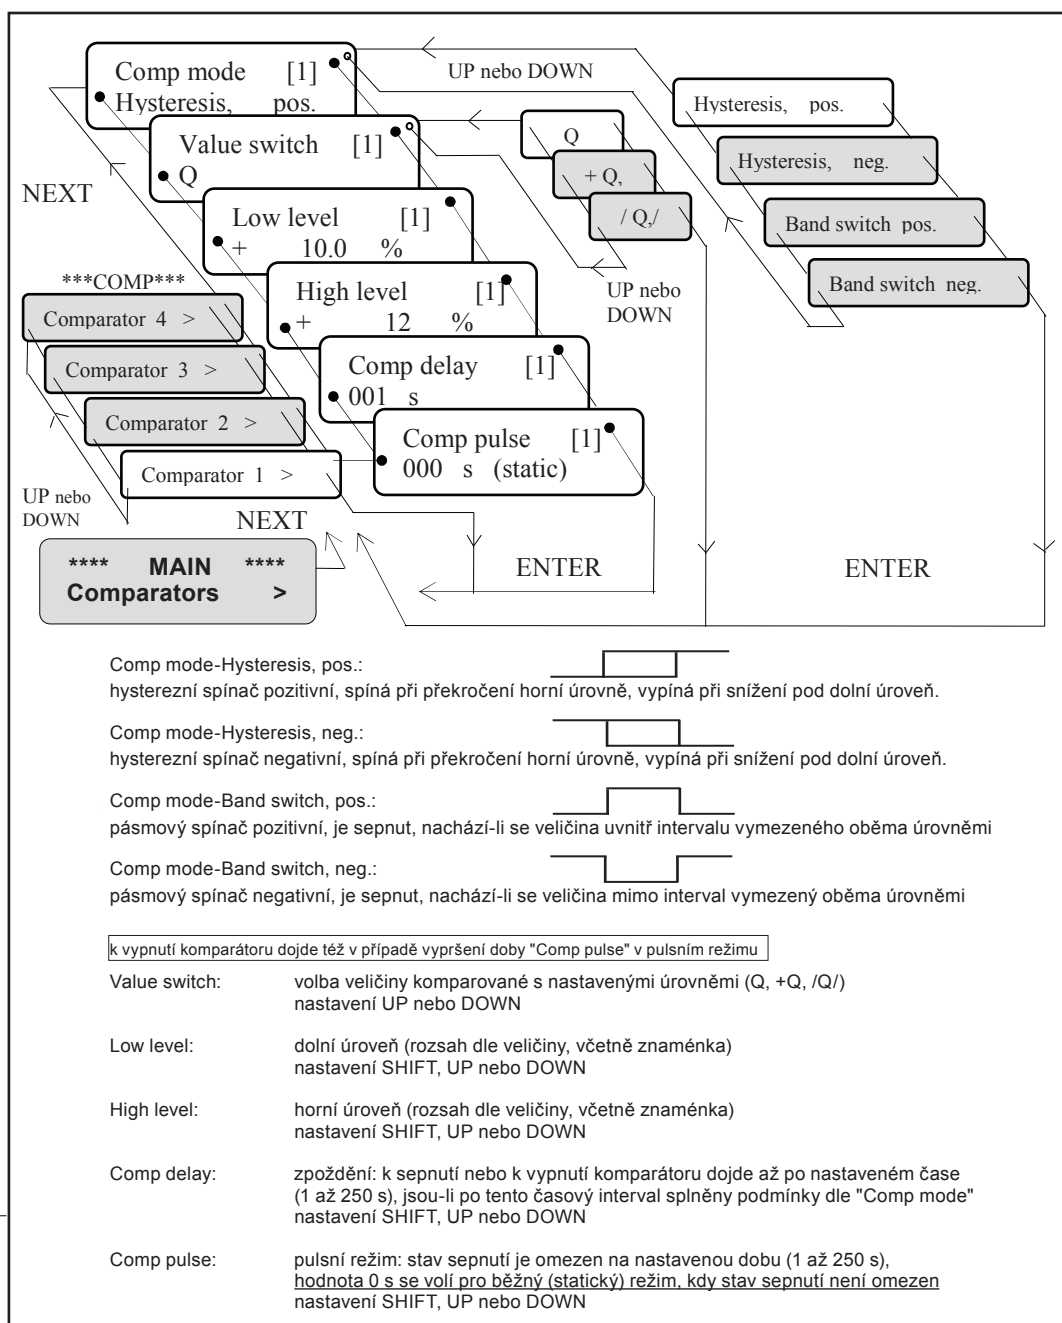 Comp mode [1]
Hysteresis, pos.
UP nebo DOWN
Hysteresis, pos.
Value switch [1]
Q
Q
Hysteresis, neg.
+ Q,
NEXT
Low level [1]
+ 10.0 %
/ Q,/
Band switch pos.
***COMP***
High level [1]
+ 12 %
UP nebo
DOWN
Band switch neg.
Comparator 4 >
Comparator 3 >
Comp delay [1]
001 s
Comparator 2 >
Comp pulse [1]
000 s (static)
Comparator 1 >
UP nebo
DOWN
NEXT
**** MAIN ****
Comparators >
ENTER
ENTER
Comp mode-Hysteresis, pos.:
hysterezní spínač pozitivní, spíná při překročení horní úrovně, vypíná při snížení pod dolní úroveň.
Comp mode-Hysteresis, neg.:
hysterezní spínač negativní, spíná při překročení horní úrovně, vypíná při snížení pod dolní úroveň.
Comp mode-Band switch, pos.:
pásmový spínač pozitivní, je sepnut, nachází-li se veličina uvnitř intervalu vymezeného oběma úrovněmi
Comp mode-Band switch, neg.:
pásmový spínač negativní, je sepnut, nachází-li se veličina mimo interval vymezený oběma úrovněmi
k vypnutí komparátoru dojde též v případě vypršení doby "Comp pulse" v pulsním režimu
Value switch: volba veličiny komparované s nastavenými úrovněmi (Q, +Q, /Q/)
nastavení UP nebo DOWN
Low level: dolní úroveň (rozsah dle veličiny, včetně znaménka)
nastavení SHIFT, UP nebo DOWN
High level: horní úroveň (rozsah dle veličiny, včetně znaménka)
nastavení SHIFT, UP nebo DOWN
Comp delay: zpoždění: k sepnutí nebo k vypnutí komparátoru dojde až po nastaveném čase
(1 až 250 s), jsou-li po tento časový interval splněny podmínky dle "Comp mode"
nastavení SHIFT, UP nebo DOWN
Comp pulse: pulsní režim: stav sepnutí je omezen na nastavenou dobu (1 až 250 s),
hodnota 0 s se volí pro běžný (statický) režim, kdy stav sepnutí není omezen
nastavení SHIFT, UP nebo DOWN